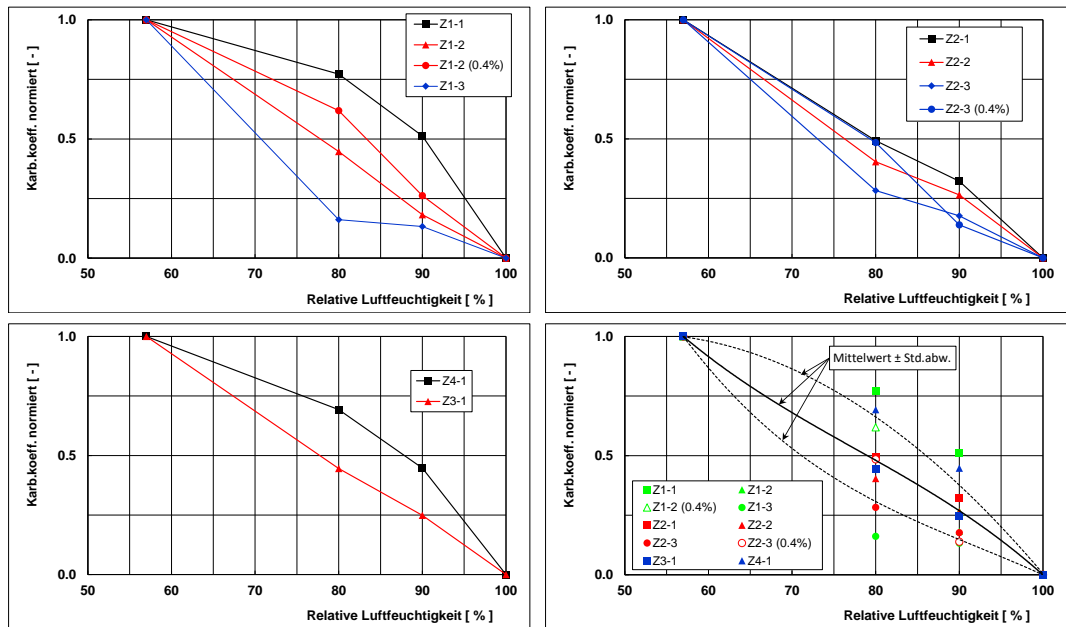 Karb.koeff. normiert [ - ]
1.0
0.5
0.0
50 60 70 80 90 100
Relative Luftfeuchtigkeit [ % ]
Z1-1
Z1-2
Z1-2 (0.4%)
Z1-3
Karb.koeff. normiert [ - ]
1.0
0.5
0.0
50 60 70 80 90 100
Relative Luftfeuchtigkeit [ % ]
Z2-1
Z2-2
Z2-3
Z2-3 (0.4%)
Karb.koeff. normiert [ - ]
1.0
0.5
0.0
50 60 70 80 90 100
Relative Luftfeuchtigkeit [ % ]
Z4-1
Z3-1
Karb.koeff. normiert [ - ]
1.0
0.5
0.0
50 60 70 80 90 100
Relative Luftfeuchtigkeit [ % ]
Mittelwert ± Std.abw.
Z1-1 Z1-2
Z1-2 (0.4%) Z1-3
Z2-1 Z2-2
Z2-3 Z2-3 (0.4%)
Z3-1 Z4-1